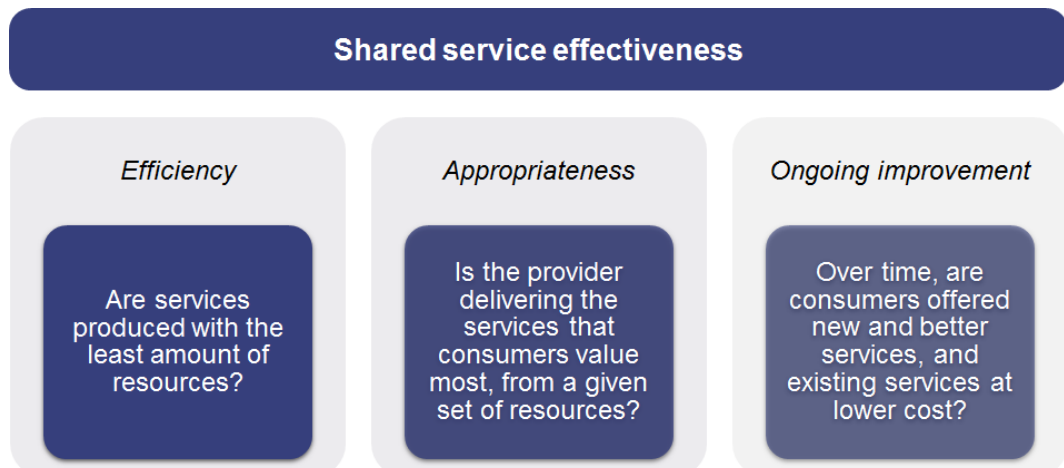 Shared service effectiveness
Efficiency
Are services
produced with the
least amount of
resources?
Appropriateness
Is the provider
delivering the
services that
consumers value
most, from a given
set of resources?
Ongoing improvement
Over time, are
consumers offered
new and better
services, and
existing services at
lower cost?